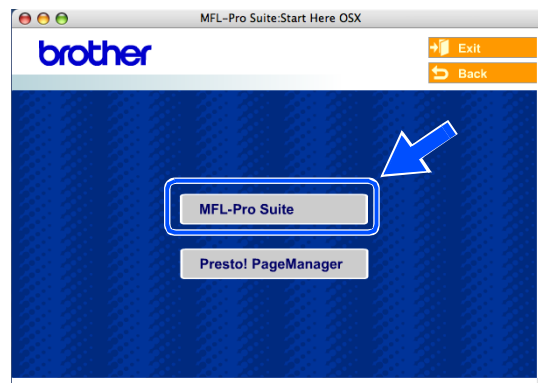 MFL-Pro Suite:Start Here OSX
brother
Exit
Back
MFL-Pro Suite
Presto! PageManager